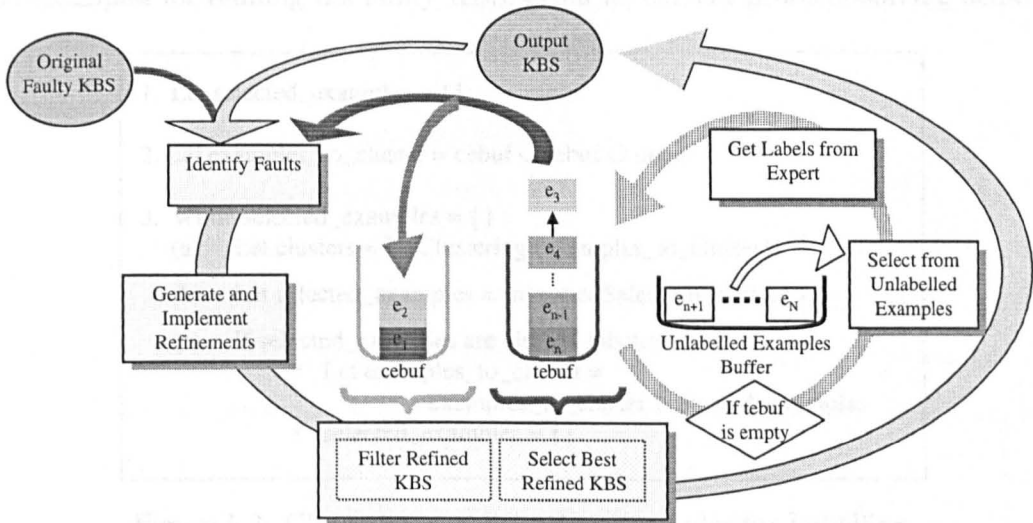 Original
Faulty KBS
Output
KBS
Identify Faults
Get Labels from
Expert
e3
e4
en-1
en
tebuf
e2
e1
cebuf
Generate and
Implement
Refinements
Select from
Unlabelled
Examples
en+1
eN
Unlabelled Examples
Buffer
If tebuf
is empty
Filter Refined
KBS
Select Best
Refined KBS